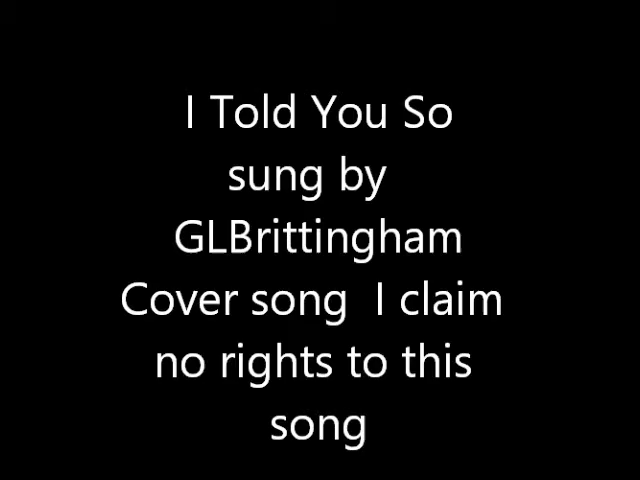 I Told You So
sung by
GLBrittingham
Cover song  I claim
no rights to this
song